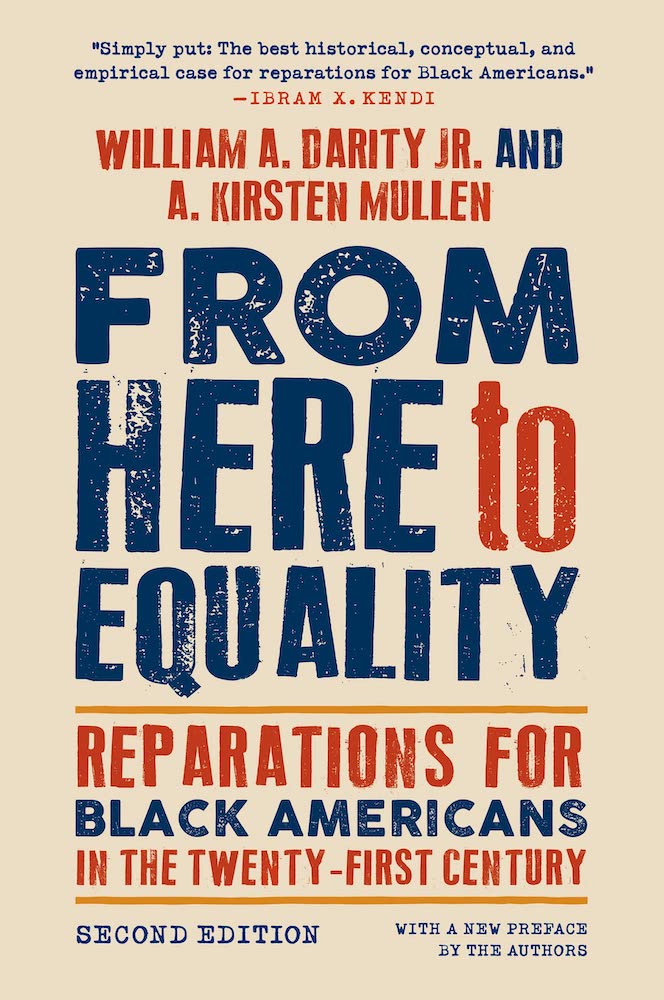 "Simply put: The best historical, conceptual, and
empirical case for reparations for Black Americans."
—IBRAM X. KENDI
WILLIAM A. DARITY JR. AND
A. KIRSTEN MULLEN
FROM
HERE to
EQUALITY
REPARATIONS FOR
BLACK AMERICANS
IN THE TWENTY-FIRST CENTURY
SECOND EDITION
WITH A NEW PREFACE
BY THE AUTHORS